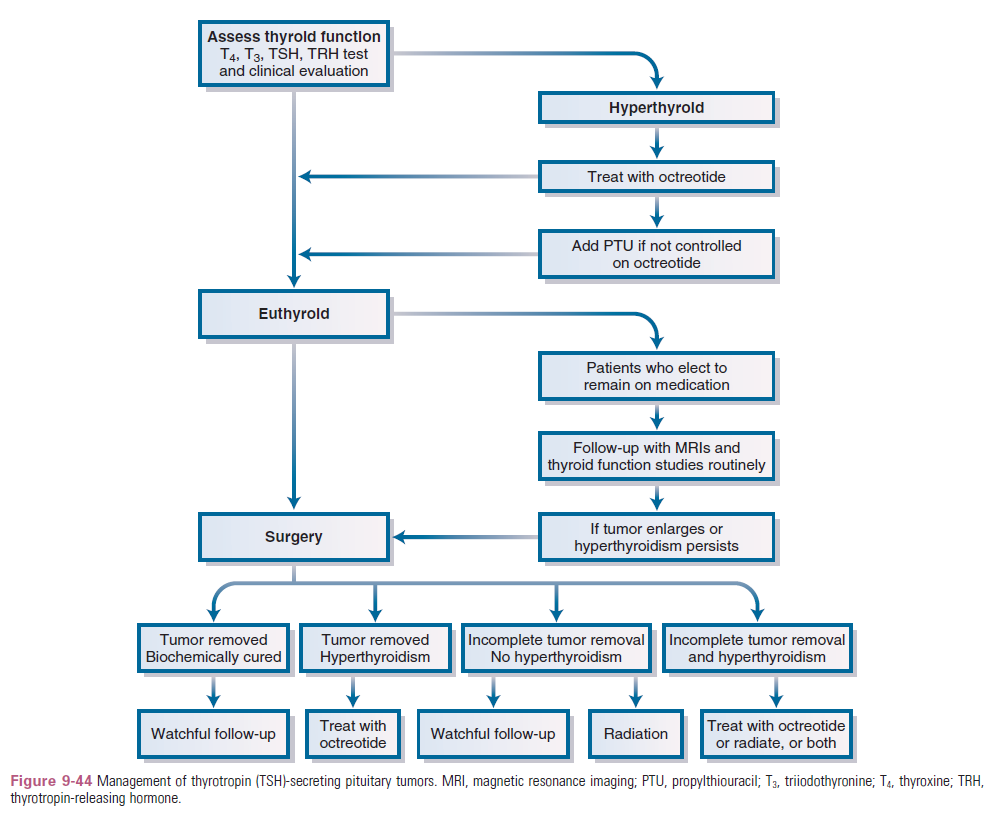 Assess thyroid function
T₄, T₃, TSH, TRH test
and clinical evaluation
Hyperthyroid
Treat with octreotide
Add PTU if not controlled
on octreotide
Euthyroid
Patients who elect to
remain on medication
Follow-up with MRIs and
thyroid function studies routinely
Surgery
If tumor enlarges or
hyperthyroidism persists
Tumor removed
Biochemically cured
Tumor removed
Hyperthyroidism
Incomplete tumor removal
No hyperthyroidism
Incomplete tumor removal
and hyperthyroidism
Watchful follow-up
Treat with
octreotide
Watchful follow-up
Radiation
Treat with octreotide
or radiate, or both
Figure 9-44 Management of thyrotropin (TSH)-secreting pituitary tumors. MRI, magnetic resonance imaging; PTU, propylthiouracil; T₃, triiodothyronine; T₄, thyroxine; TRH,
thyrotropin-releasing hormone.